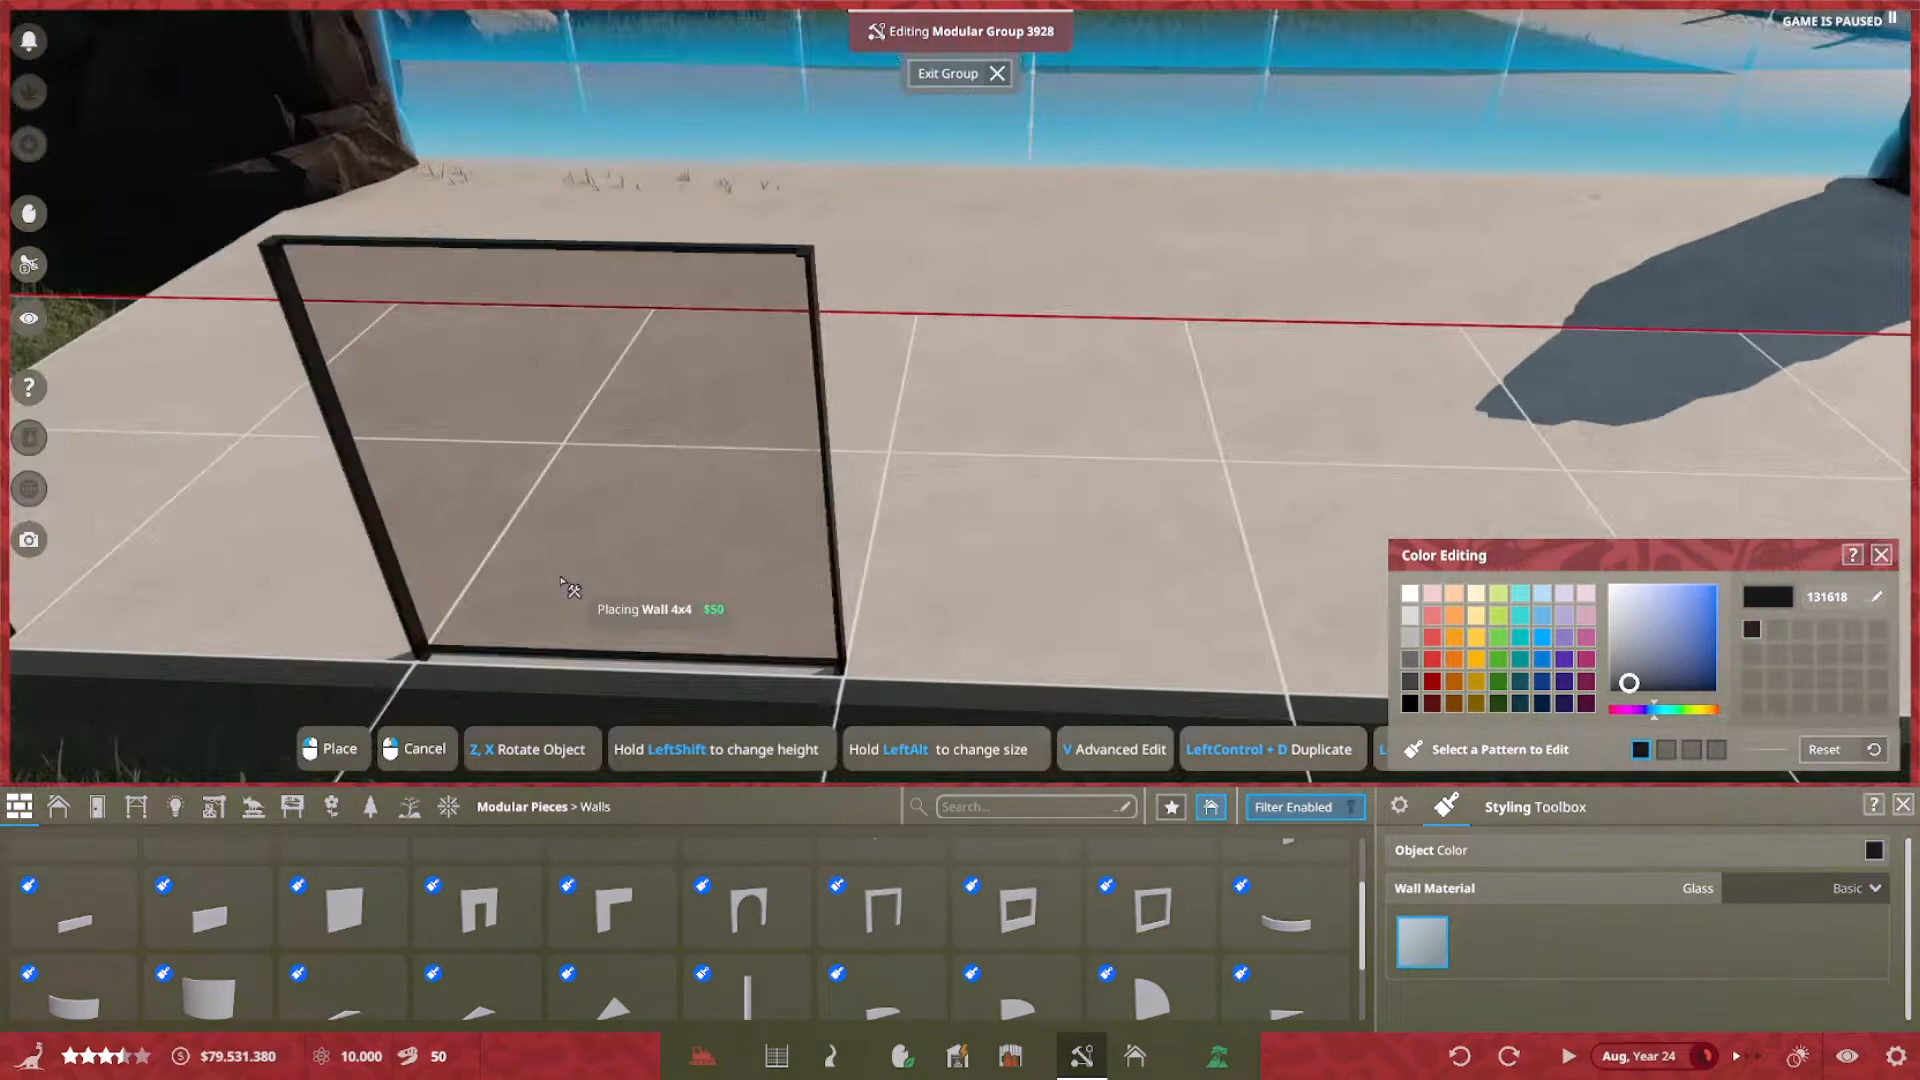 Editing Modular Group 3928
GAME IS PAUSED
Exit Group
?
Placing Wall 4x4 $50
Color Editing
?
131618
Place
Cancel
Z, X Rotate Object
Hold LeftShift to change height
Hold LeftAlt to change size
V Advanced Edit
LeftControl + D Duplicate
L
Select a Pattern to Edit
Reset
Modular Pieces > Walls
Search...
Filter Enabled
Styling Toolbox
?
Object Color
Wall Material
Glass
Basic
$79.531.380
10.000
50
Aug, Year 24